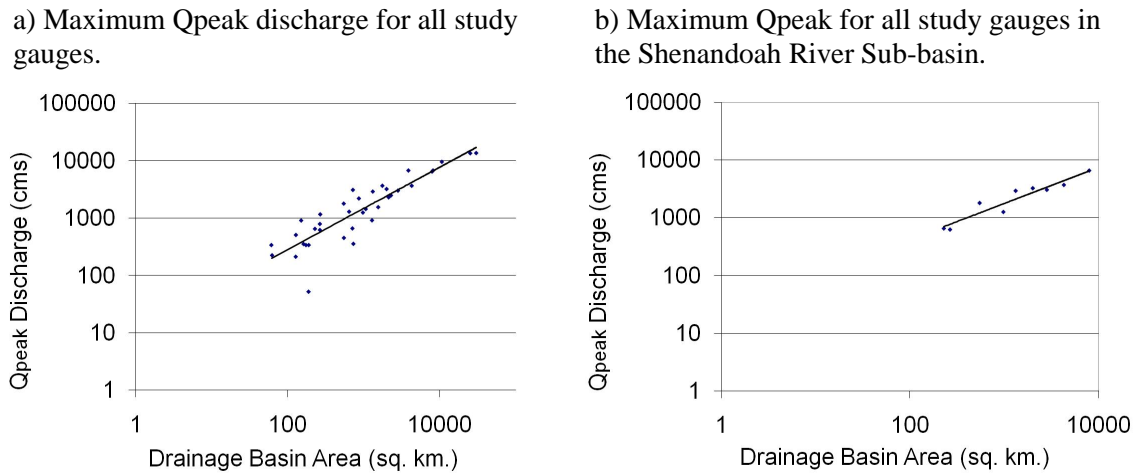 a) Maximum Qpeak discharge for all study
gauges.
100000
10000
1000
100
10
1
1
100
10000
Qpeak Discharge (cms)
Drainage Basin Area (sq. km.)
b) Maximum Qpeak for all study gauges in
the Shenandoah River Sub-basin.
100000
10000
1000
100
10
1
1
100
10000
Qpeak Discharge (cms)
Drainage Basin Area (sq. km.)